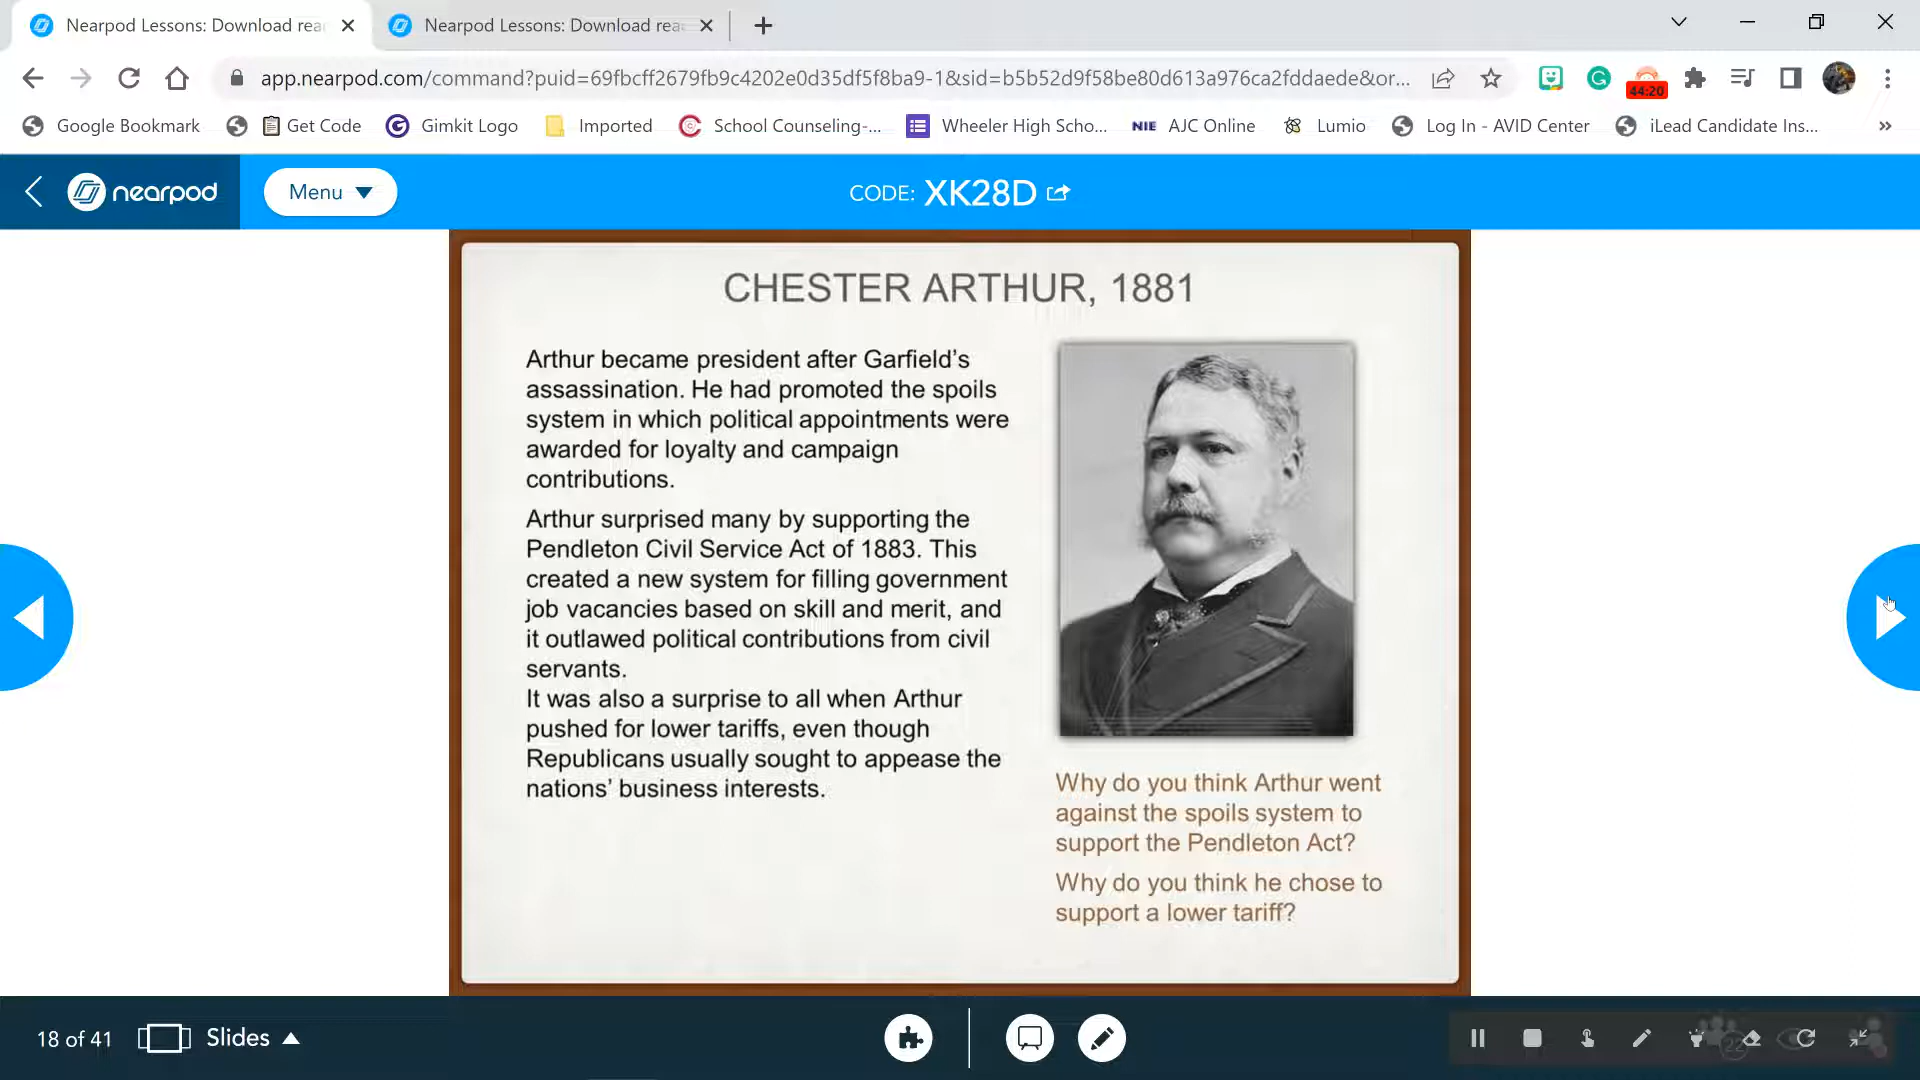 Nearpod Lessons: Download rea
Nearpod Lessons: Download rea
app.nearpod.com/command?puid=69fbcff2679fb9c4202e0d35df5f8ba9-1&sid=b5b52d9f58be80d613a976ca2fddaede&or...
44:20
Google Bookmark
Get Code
Gimkit Logo
Imported
School Counseling-...
Wheeler High Scho...
NIE AJC Online
Lumio
Log In - AVID Center
iLead Candidate Ins...
nearpod
Menu
CODE: XK28D
CHESTER ARTHUR, 1881
Arthur became president after Garfield’s
assassination. He had promoted the spoils
system in which political appointments were
awarded for loyalty and campaign
contributions.
Arthur surprised many by supporting the
Pendleton Civil Service Act of 1883. This
created a new system for filling government
job vacancies based on skill and merit, and
it outlawed political contributions from civil
servants.
It was also a surprise to all when Arthur
pushed for lower tariffs, even though
Republicans usually sought to appease the
nations’ business interests.
Why do you think Arthur went
against the spoils system to
support the Pendleton Act?
Why do you think he chose to
support a lower tariff?
18 of 41
Slides